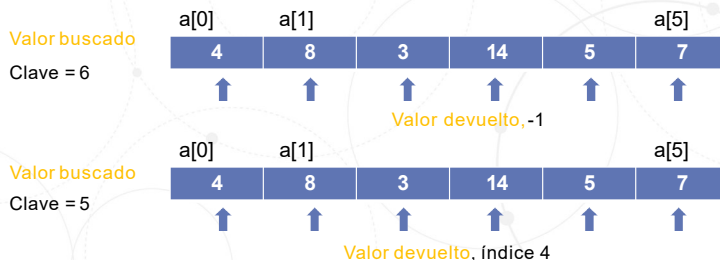 a[0] a[1] a[5]
Valor buscado
4 8 3 14 5 7
Clave = 6
Valor devuelto, -1
a[0] a[1] a[5]
Valor buscado
4 8 3 14 5 7
Clave = 5
Valor devuelto, índice 4